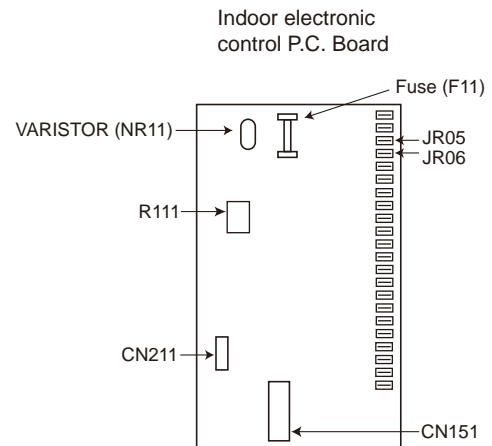 Indoor electronic
control P.C. Board
Fuse (F11)
VARISTOR (NR11)
JR05
JR06
R111
CN211
CN151